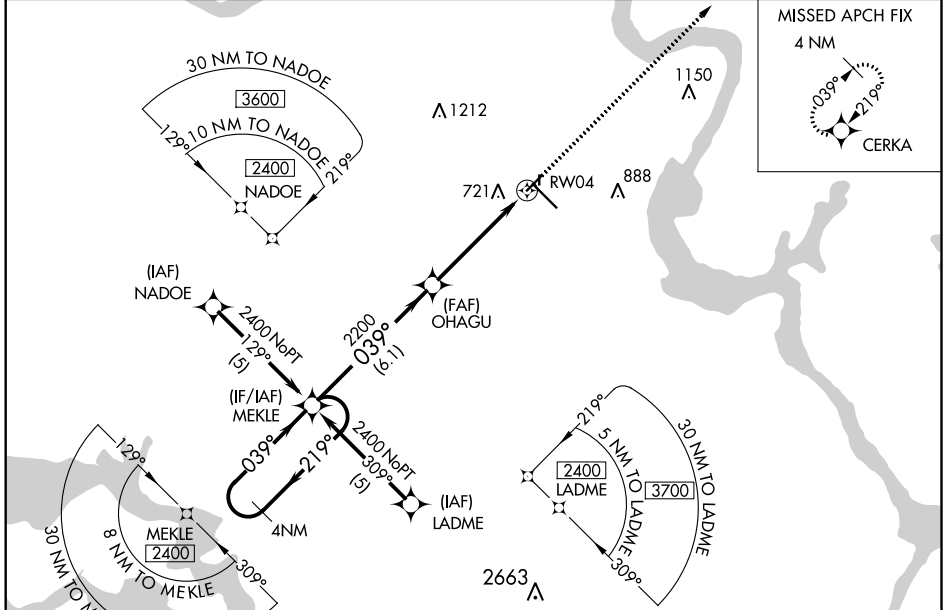 MISSED APCH FIX
4 NM
039°
219°
CERKA
30 NM TO NADOE
3600
10 NM TO NADOE
129°
219°
2400
NADOE
1212
1150
721
RW04
888
(IAF)
NADOE
2400 NoPT
129°
(5)
2200
039°
(6.1)
(FAF)
OHAGU
(IF/IAF)
MEKLE
039°
219°
4NM
2400 NoPT
309°
(5)
(IAF)
LADME
219°
5 NM TO LADME
30 NM TO LADME
2400
LADME
3700
309°
129°
MEKLE
2400
8 NM TO MEKLE
309°
30 NM TO
2663